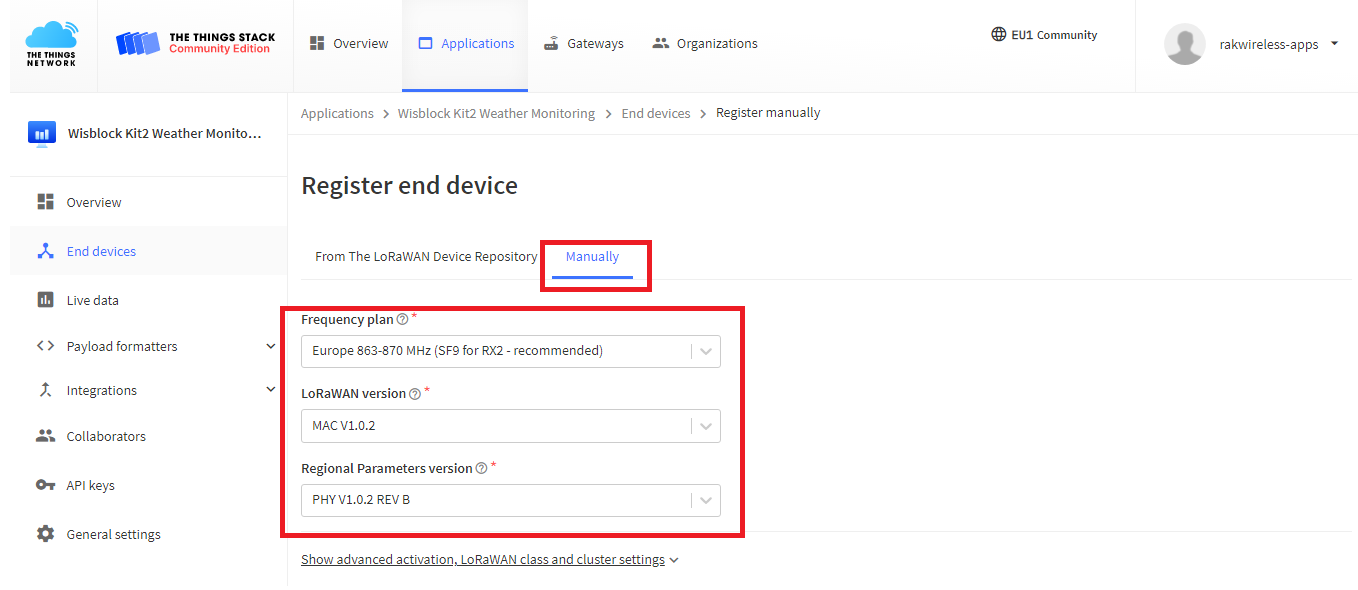 THE THINGS
NETWORK
THE THINGS STACK
Community Edition
Overview
Applications
Gateways
Organizations
EU1 Community
rakwireless-apps
Wisblock Kit2 Weather Monito...
Applications > Wisblock Kit2 Weather Monitoring > End devices > Register manually
Register end device
Overview
End devices
Live data
Payload formatters
Integrations
Collaborators
API keys
General settings
From The LoRaWAN Device Repository
Manually
Frequency plan ? *
Europe 863-870 MHz (SF9 for RX2 - recommended)
LoRaWAN version ? *
MAC V1.0.2
Regional Parameters version ? *
PHY V1.0.2 REV B
Show advanced activation, LoRaWAN class and cluster settings